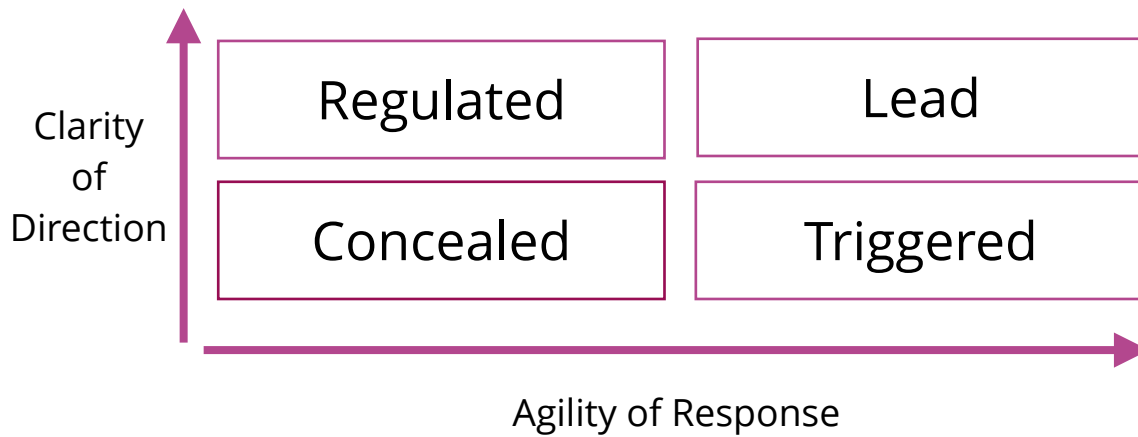 Regulated
Lead
Clarity
of
Direction
Concealed
Triggered
Agility of Response